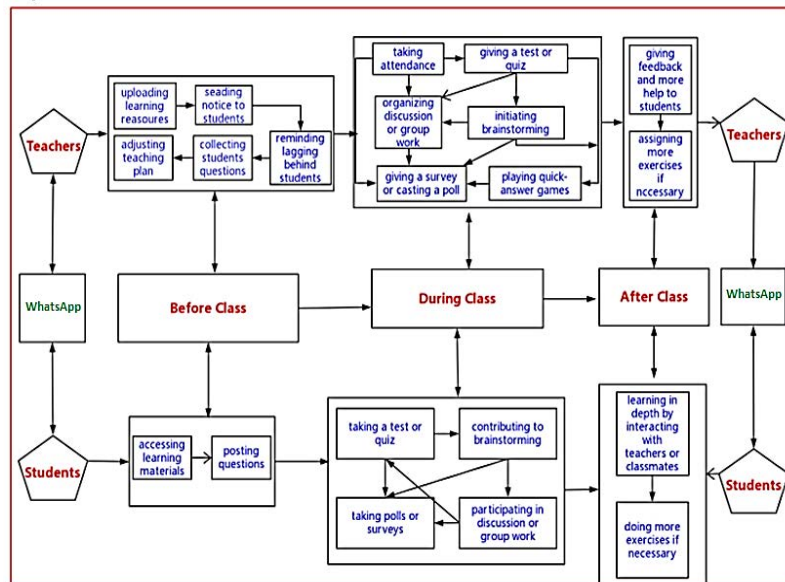 taking
attendance
giving a test or
quiz
giving
feedback
and more
help to
students
uploading
learning
reasoures
seading
notice to
students
Teachers
organizing
discussion
or group
work
initiating
brainstorming
Teachers
adjusting
teaching
plan
collecting
students
questions
reminding
lagging
behind
students
assigning
more
exercises
if
nccessary
giving a survey
or casting a poll
playing quick-
answer games
WhatsApp
Before Class
During Class
After Class
WhatsApp
learning
in depth by
interacting
with
teachers or
classmates
taking a test or
quiz
contributing to
brainstorming
Students
accessing
learning
materials
posting
questions
Students
taking polls or
surveys
participating in
discussion or
group work
doing more
exercises if
necessary